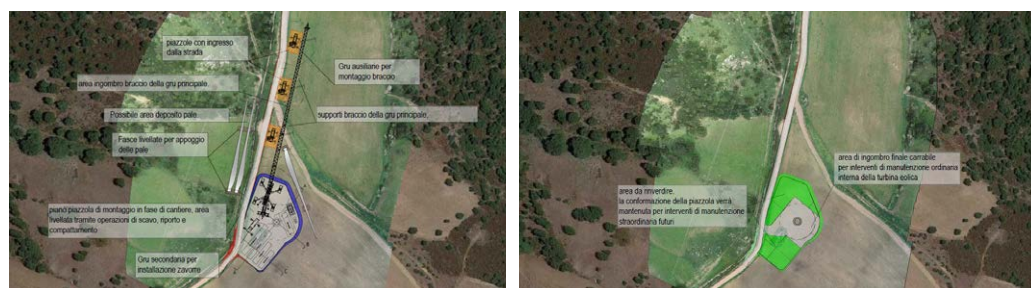 piazzole con ingresso
dalla strada
area ingombro braccio della gru principale.
Possibile area deposito pale
Fasce livellate per appoggio
delle pale
Gru ausiliarie per
montaggio braccio
supporti braccio della gru principale.
piano piazzola di montaggio in fase di cantiere, area
livellata tramite operazioni di scavo, riporto e
compattamento
Gru secondaria per
installazione zavorre
area da rinverdire.
la conformazione della piazzola verrà
mantenuta per interventi di manutenzione
straordinaria futuri
area di ingombro finale carrabile
per interventi di manutenzione ordinaria
interna della turbina eolica